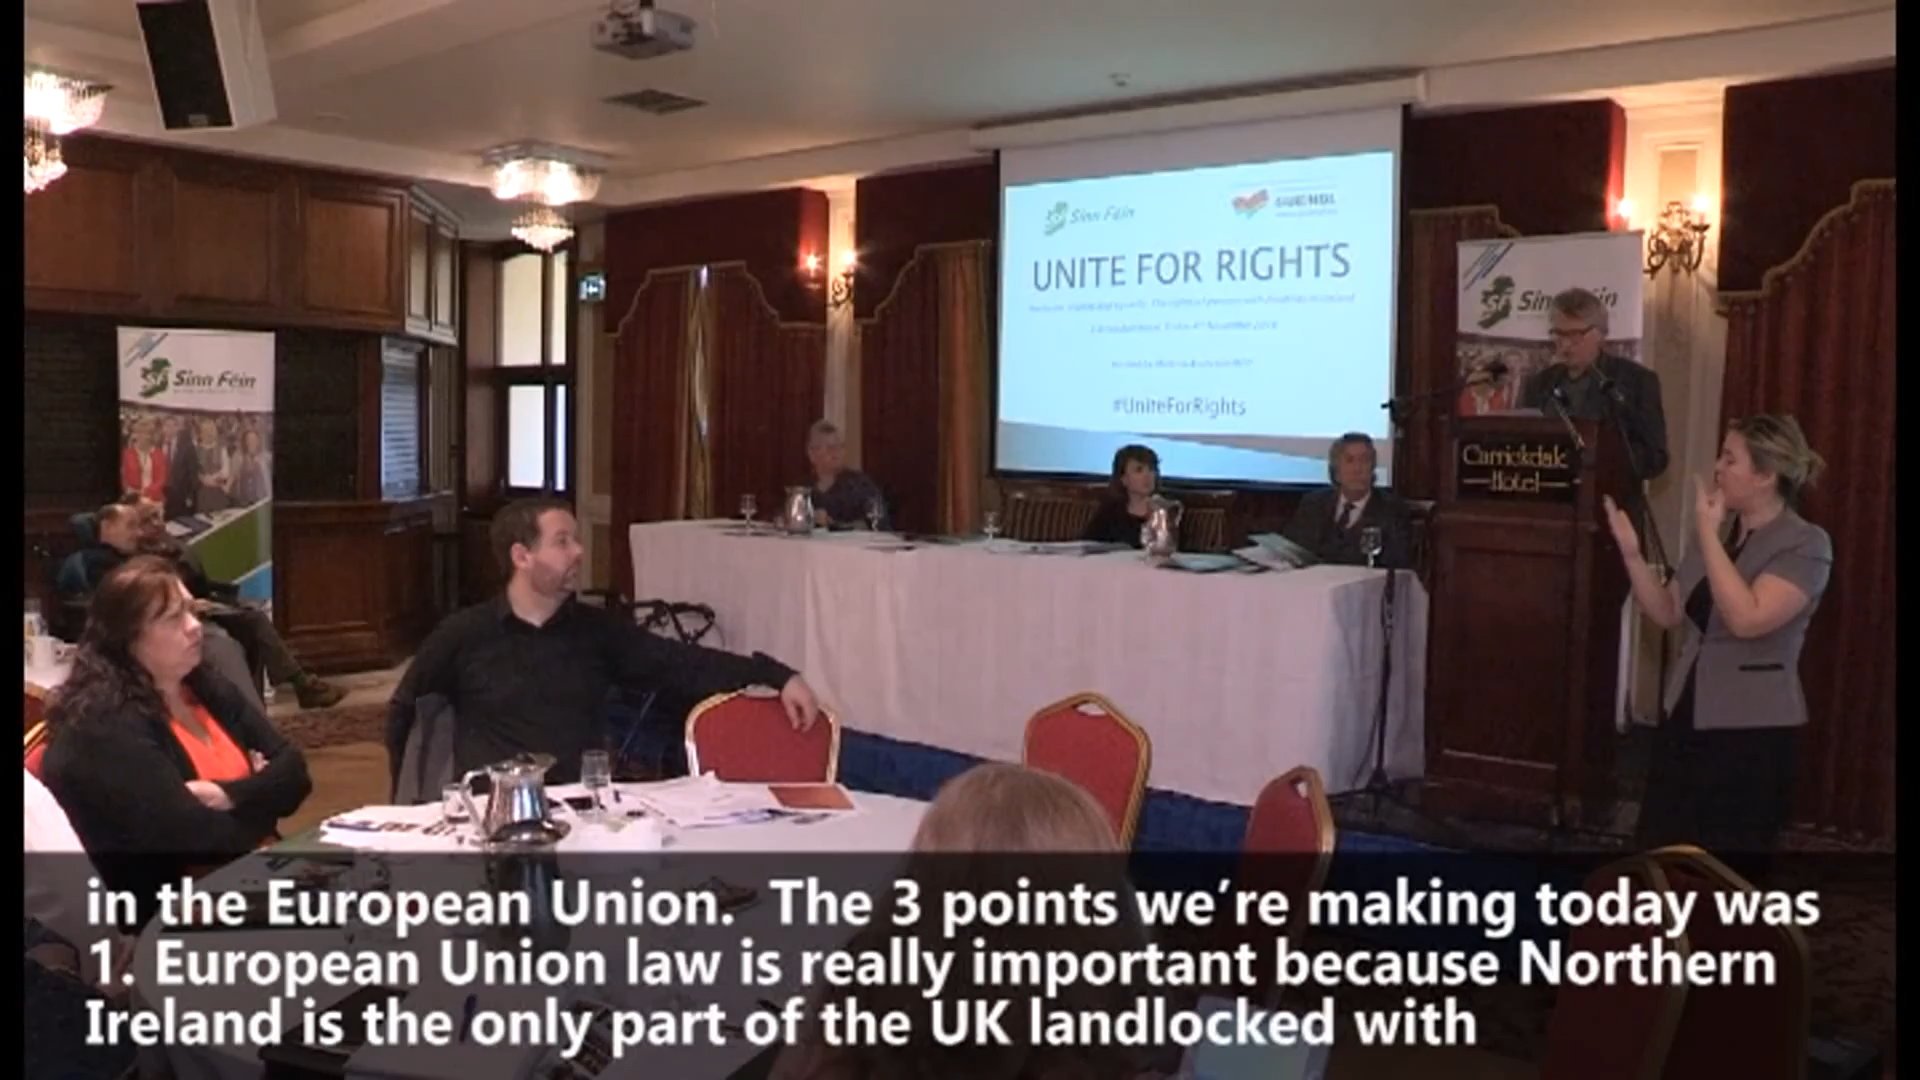 Sinn Féin
GUE/NGL
UNITE FOR RIGHTS
#UniteForRights
Sinn Féin
Sinn Féin
Carrickdale
Hotel
in the European Union.  The 3 points we’re making today was
1. European Union law is really important because Northern
Ireland is the only part of the UK landlocked with